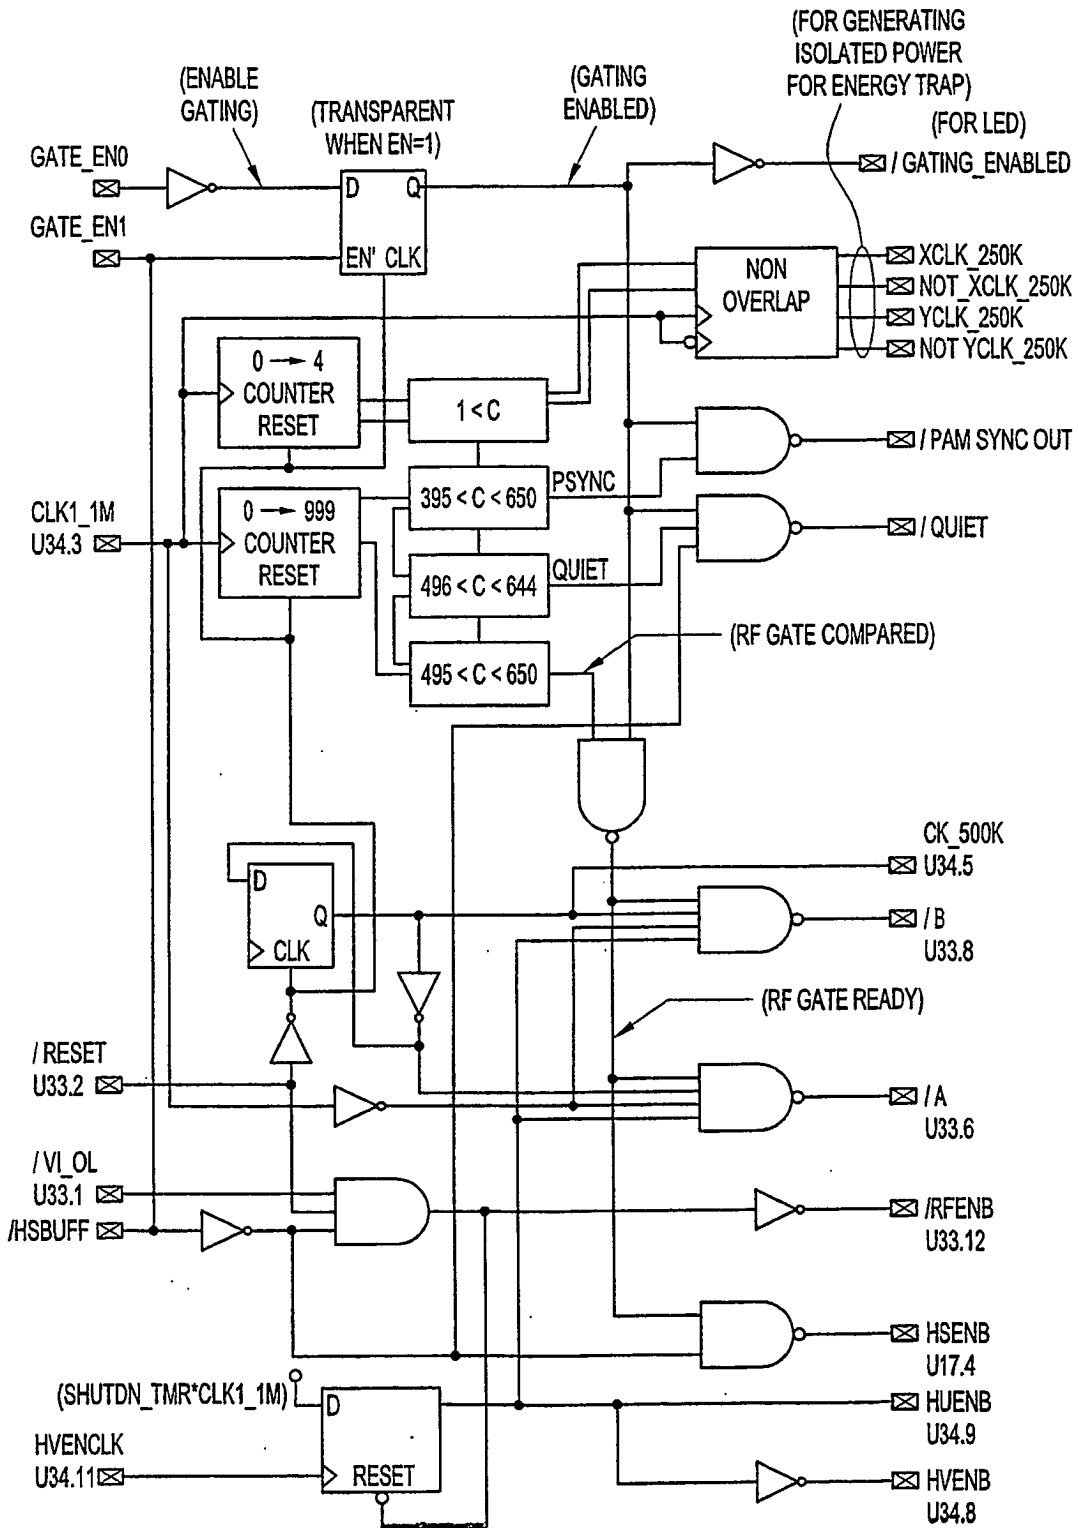 (FOR GENERATING
ISOLATED POWER
FOR ENERGY TRAP)
(ENABLE
GATING)
(TRANSPARENT
WHEN EN=1)
(GATING
ENABLED)
(FOR LED)
GATE_EN0
/ GATING_ENABLED
D Q
EN' CLK
GATE_EN1
NON
OVERLAP
XCLK_250K
NOT_XCLK_250K
YCLK_250K
NOT YCLK_250K
0 → 4
COUNTER
RESET
1 < C
/ PAM SYNC OUT
395 < C < 650
PSYNC
CLK1_1M
U34.3
0 → 999
COUNTER
RESET
/ QUIET
496 < C < 644
QUIET
495 < C < 650
(RF GATE COMPARED)
CK_500K
U34.5
D
Q
CLK
/ B
U33.8
(RF GATE READY)
/ RESET
U33.2
/ A
U33.6
/ VI_OL
U33.1
/HSBUFF
/RFENB
U33.12
HSENB
U17.4
(SHUTDN_TMR*CLK1_1M)
D
RESET
HUENB
U34.9
HVENCLK
U34.11
HVENB
U34.8